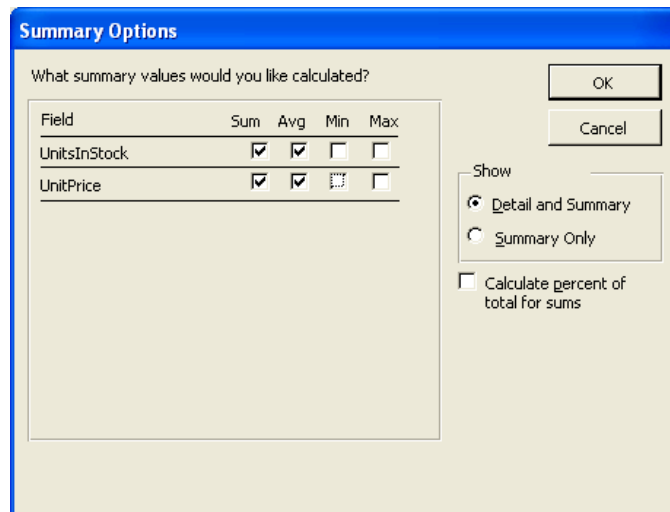 Summary Options
What summary values would you like calculated?
Field Sum Avg Min Max
UnitsInStock
UnitPrice
OK
Cancel
Show
Detail and Summary
Summary Only
Calculate percent of
total for sums